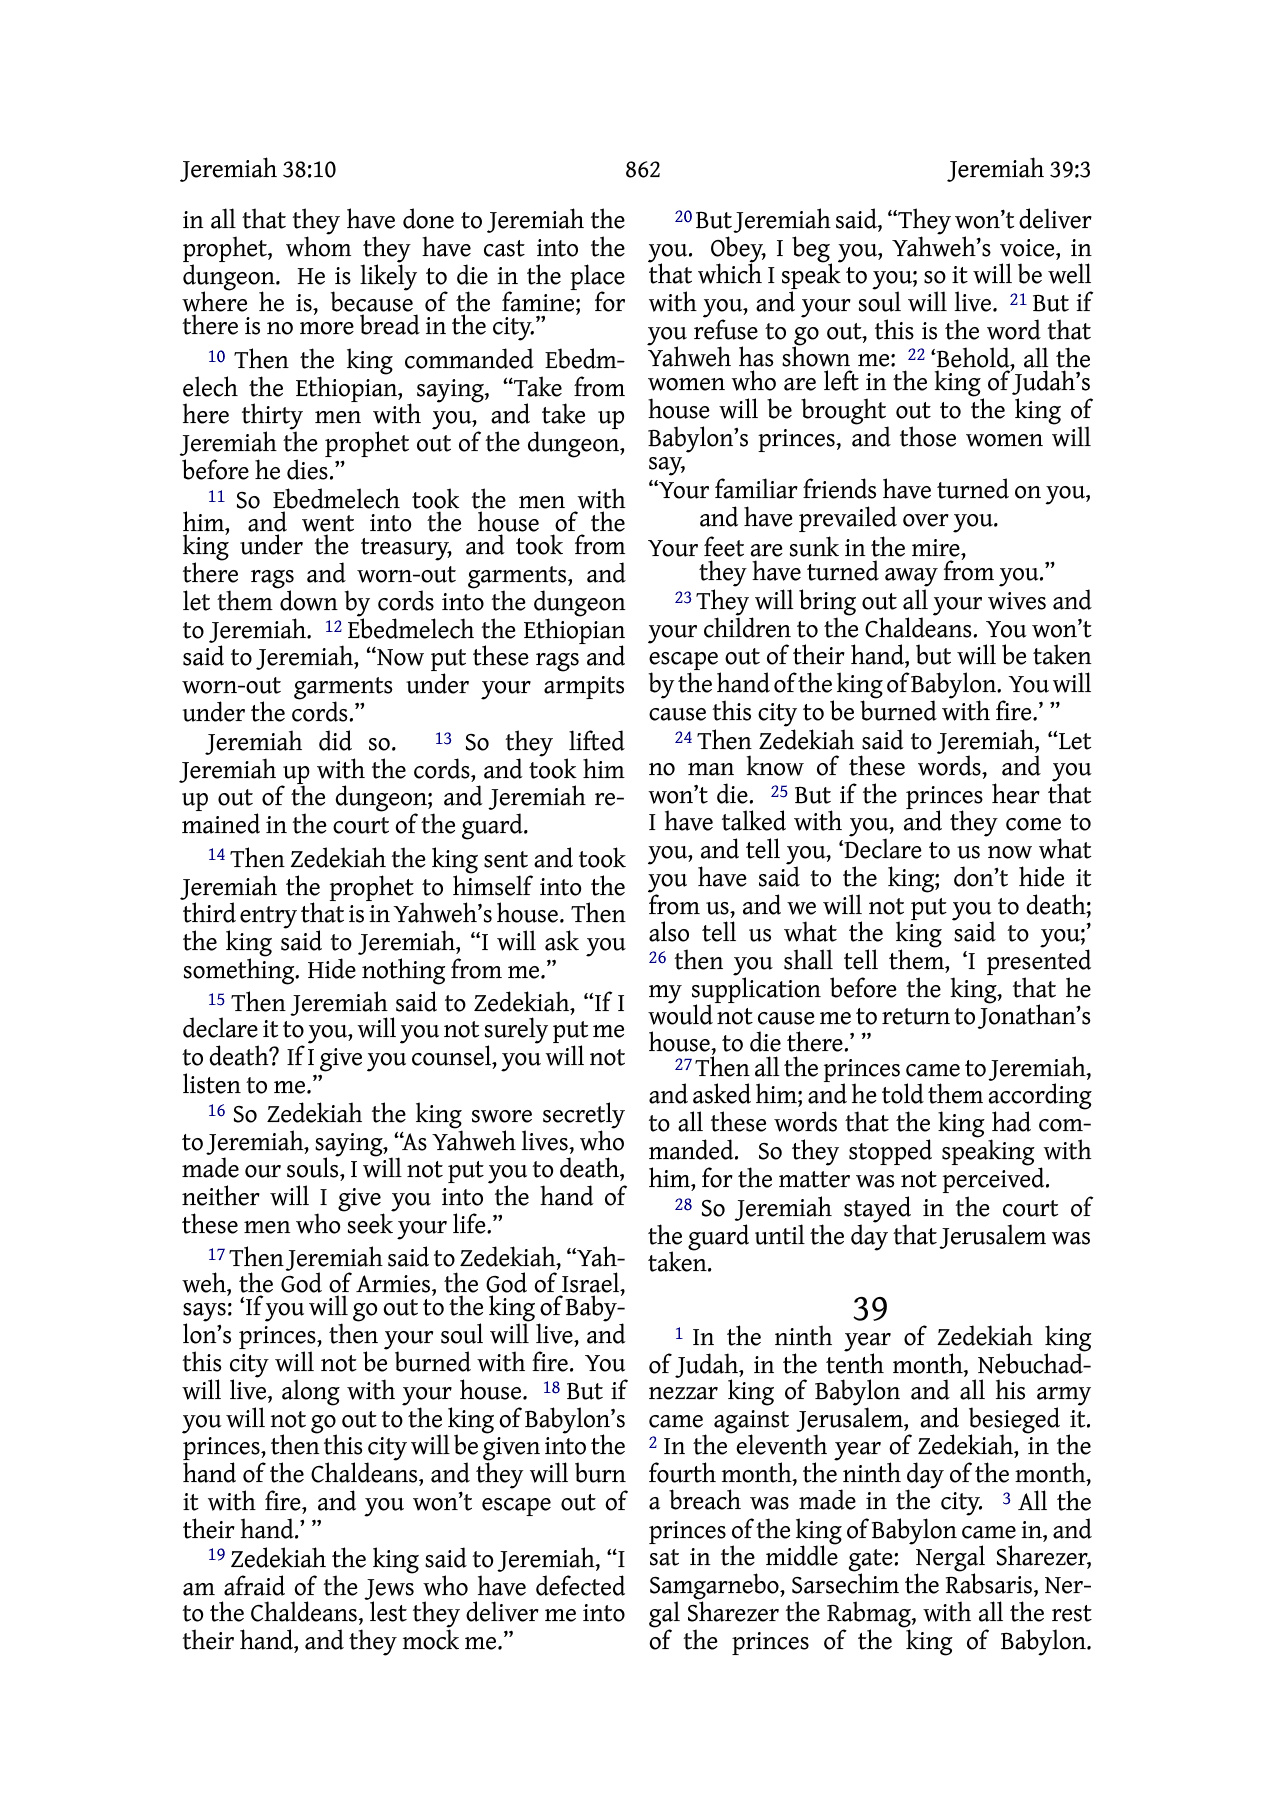 Jeremiah 38:10 862 Jeremiah 39:3
in all that they have done to Jeremiah the
prophet, whom they have cast into the
dungeon. He is likely to die in the place
where he is, because of the famine; for
there is no more bread in the city.”
10 Then the king commanded Ebedm-
elech the Ethiopian, saying, “Take from
here thirty men with you, and take up
Jeremiah the prophet out of the dungeon,
before he dies.”
11 So Ebedmelech took the men with
him, and went into the house of the
king under the treasury, and took from
there rags and worn-out garments, and
let them down by cords into the dungeon
to Jeremiah. 12 Ebedmelech the Ethiopian
said to Jeremiah, “Now put these rags and
worn-out garments under your armpits
under the cords.”
Jeremiah did so. 13 So they lifted
Jeremiah up with the cords, and took him
up out of the dungeon; and Jeremiah re-
mained in the court of the guard.
14 Then Zedekiah the king sent and took
Jeremiah the prophet to himself into the
third entry that is in Yahweh’s house. Then
the king said to Jeremiah, “I will ask you
something. Hide nothing from me.”
15 Then Jeremiah said to Zedekiah, “If I
declare it to you, will you not surely put me
to death? If I give you counsel, you will not
listen to me.”
16 So Zedekiah the king swore secretly
to Jeremiah, saying, “As Yahweh lives, who
made our souls, I will not put you to death,
neither will I give you into the hand of
these men who seek your life.”
17 Then Jeremiah said to Zedekiah, “Yah-
weh, the God of Armies, the God of Israel,
says: ‘If you will go out to the king of Baby-
lon’s princes, then your soul will live, and
this city will not be burned with fire. You
will live, along with your house. 18 But if
you will not go out to the king of Babylon’s
princes, then this city will be given into the
hand of the Chaldeans, and they will burn
it with fire, and you won’t escape out of
their hand.’ ”
19 Zedekiah the king said to Jeremiah, “I
am afraid of the Jews who have defected
to the Chaldeans, lest they deliver me into
their hand, and they mock me.”
20 But Jeremiah said, “They won’t deliver
you. Obey, I beg you, Yahweh’s voice, in
that which I speak to you; so it will be well
with you, and your soul will live. 21 But if
you refuse to go out, this is the word that
Yahweh has shown me: 22 ‘Behold, all the
women who are left in the king of Judah’s
house will be brought out to the king of
Babylon’s princes, and those women will
say,
“Your familiar friends have turned on you,
and have prevailed over you.
Your feet are sunk in the mire,
they have turned away from you.”
23 They will bring out all your wives and
your children to the Chaldeans. You won’t
escape out of their hand, but will be taken
by the hand of the king of Babylon. You will
cause this city to be burned with fire.’ ”
24 Then Zedekiah said to Jeremiah, “Let
no man know of these words, and you
won’t die. 25 But if the princes hear that
I have talked with you, and they come to
you, and tell you, ‘Declare to us now what
you have said to the king; don’t hide it
from us, and we will not put you to death;
also tell us what the king said to you;’
26 then you shall tell them, ‘I presented
my supplication before the king, that he
would not cause me to return to Jonathan’s
house, to die there.’ ”
27 Then all the princes came to Jeremiah,
and asked him; and he told them according
to all these words that the king had com-
manded. So they stopped speaking with
him, for the matter was not perceived.
28 So Jeremiah stayed in the court of
the guard until the day that Jerusalem was
taken.
39
1 In the ninth year of Zedekiah king
of Judah, in the tenth month, Nebuchad-
nezzar king of Babylon and all his army
came against Jerusalem, and besieged it.
2 In the eleventh year of Zedekiah, in the
fourth month, the ninth day of the month,
a breach was made in the city. 3 All the
princes of the king of Babylon came in, and
sat in the middle gate: Nergal Sharezer,
Samgarnebo, Sarsechim the Rabsaris, Ner-
gal Sharezer the Rabmag, with all the rest
of the princes of the king of Babylon.